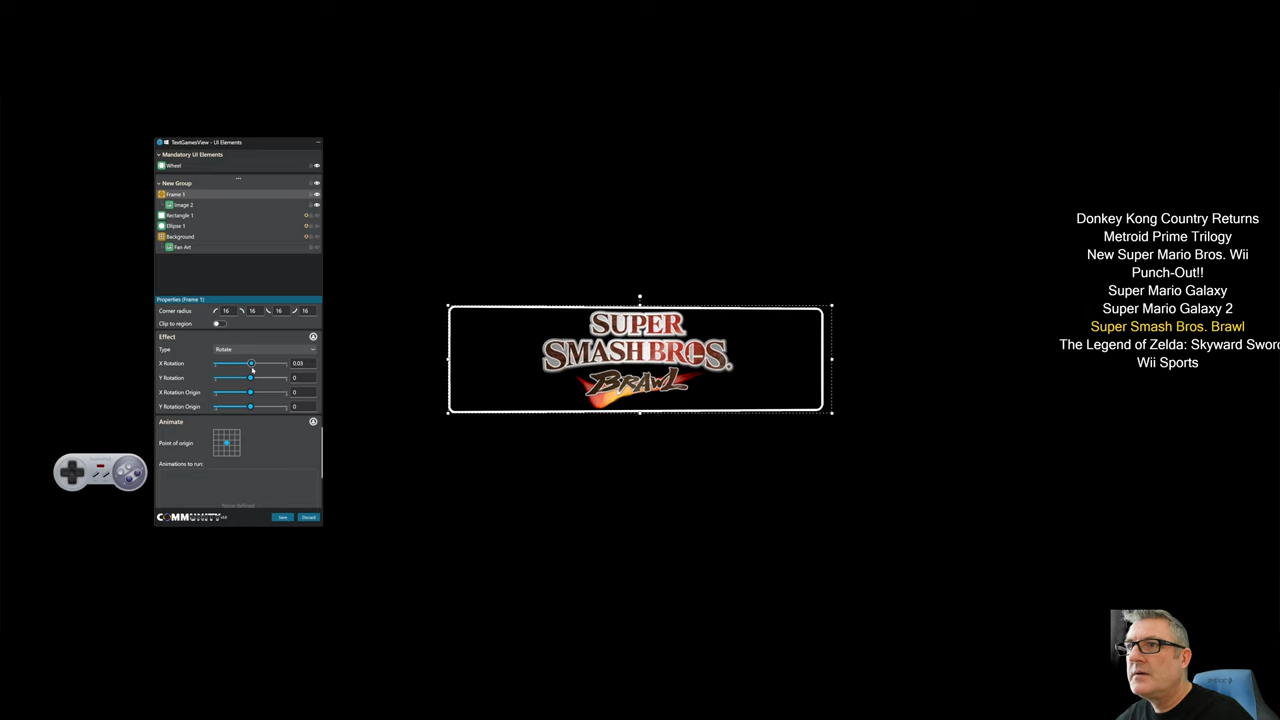 TextGamesView - UI Elements
Mandatory UI Elements
Wheel
New Group
Frame 1
Image 2
Rectangle 1
Ellipse 1
Background
Fan Art
Properties (Frame 1)
Corner radius 16 16 16 16
Clip to region
Effect
Type Rotate
X Rotation 0.03
Y Rotation 0
X Rotation Origin 0
Y Rotation Origin 0
Animate
Point of origin
Animations to run:
None defined
COMMUNITY
Save Discard
SUPER
SMASH BROS.
BRAWL
Donkey Kong Country Returns
Metroid Prime Trilogy
New Super Mario Bros. Wii
Punch-Out!!
Super Mario Galaxy
Super Mario Galaxy 2
Super Smash Bros. Brawl
The Legend of Zelda: Skyward Sword
Wii Sports